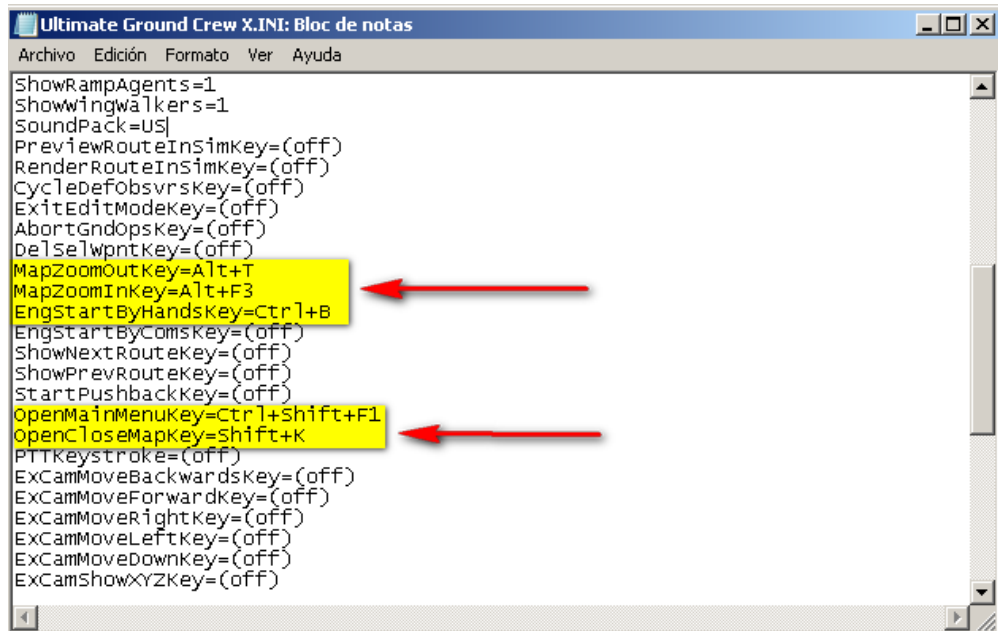 Ultimate Ground Crew X.INI: Bloc de notas
Archivo Edición Formato Ver Ayuda
ShowRampAgents=1
ShowWingWalkers=1
SoundPack=US
PreviewRouteInSimKey=(off)
RenderRouteInSimKey=(off)
CycleDefObsvrsKey=(off)
ExitEditModeKey=(off)
AbortGndOpsKey=(off)
DelSelWpntKey=(off)
MapZoomOutKey=Alt+T
MapZoomInKey=Alt+F3
EngStartByHandsKey=Ctrl+B
EngStartByComsKey=(off)
ShowNextRouteKey=(off)
ShowPrevRouteKey=(off)
StartPushbackKey=(off)
OpenMainMenuKey=Ctrl+Shift+F1
OpenCloseMapKey=Shift+K
PTTKeystroke=(off)
ExCamMoveBackwardsKey=(off)
ExCamMoveForwardKey=(off)
ExCamMoveRightKey=(off)
ExCamMoveLeftKey=(off)
ExCamMoveDownKey=(off)
ExCamShowXYZKey=(off)